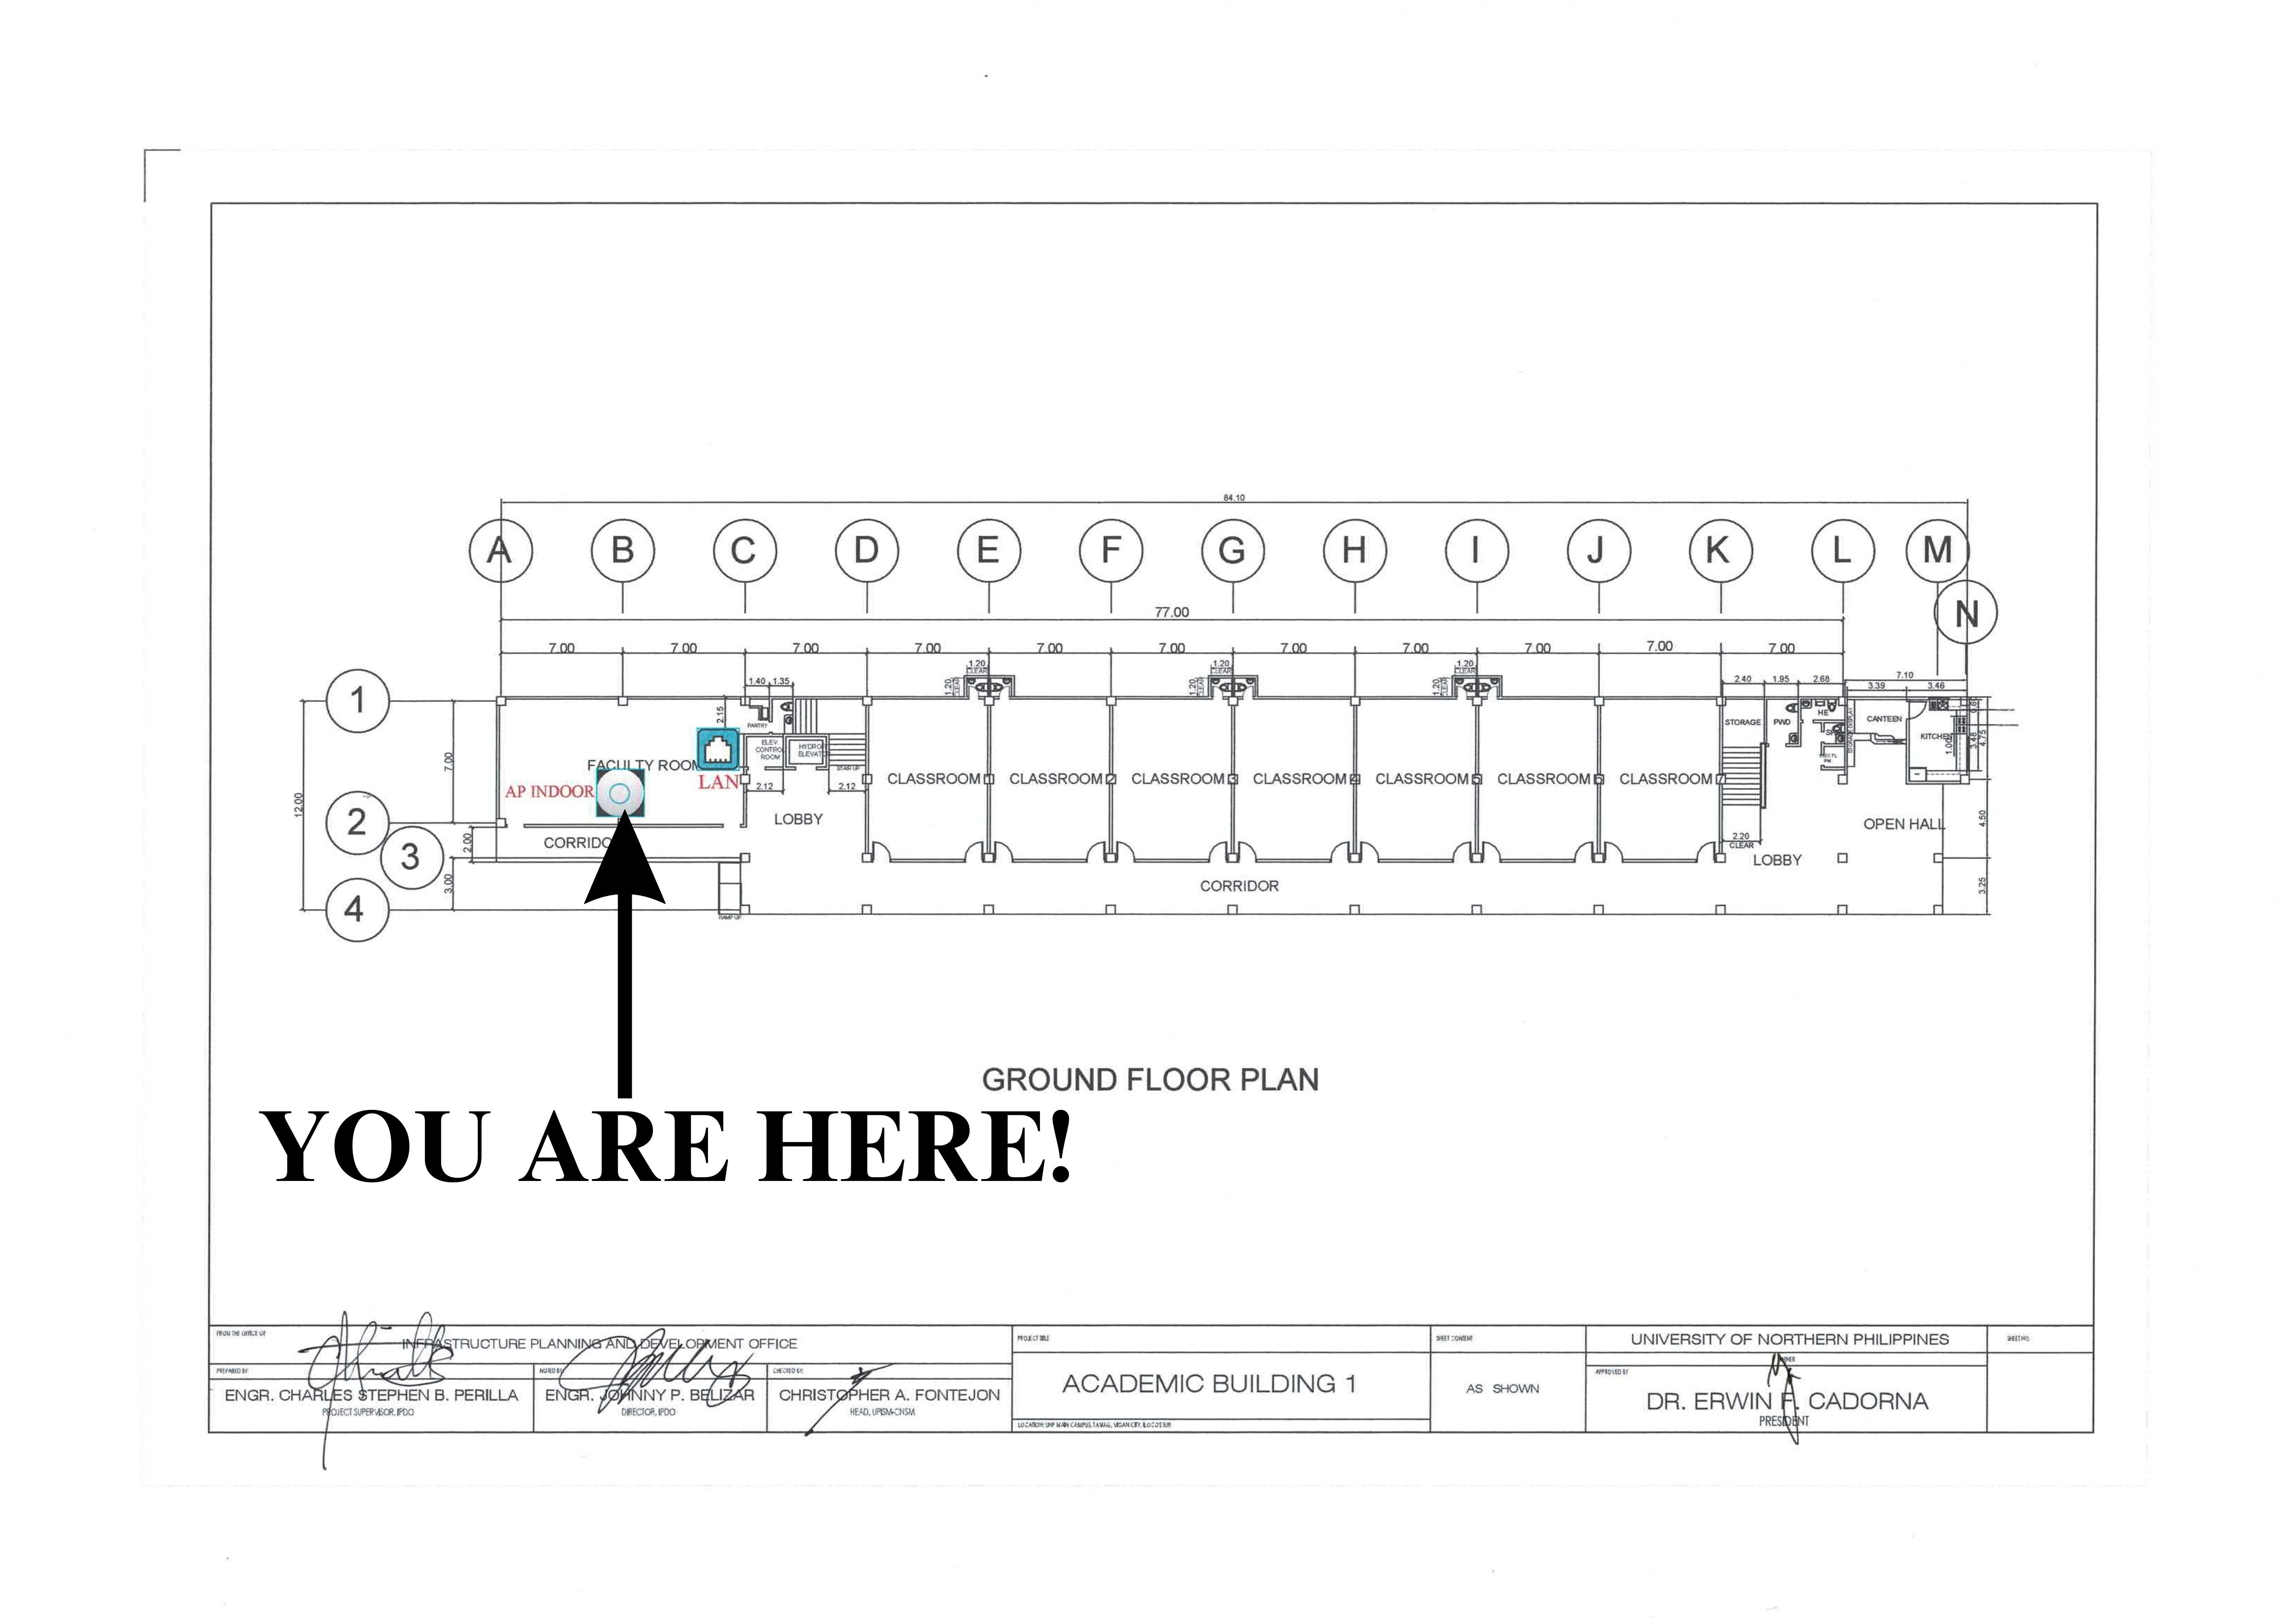 84.10
A B C D E F G H I J K L M
N
77.00
7.00 7.00 7.00 7.00 7.00 7.00 7.00 7.00 7.00 7.00 7.00
1.20 CLEAR 1.20 CLEAR 1.20 CLEAR
1.20 CLEAR 1.20 CLEAR 1.20 CLEAR
1.40 1.35
2.40 1.95 2.68
7.10
3.39 3.46
1
2
3
4
12.00
7.00
2.00
3.00
2.15
PANTRY
ELEV. CONTROL ROOM
STAIR UP
2.12 2.12
FACULTY ROOM
LAN
AP INDOOR
CORRIDO
LOBBY
RAMP UP
CLASSROOM 1 CLASSROOM 2 CLASSROOM 3 CLASSROOM 4 CLASSROOM 5 CLASSROOM 6 CLASSROOM 7
CORRIDOR
STORAGE PWD HE
CANTEEN
KITCHEN
1.00
4.75
2.20 CLEAR
LOBBY
OPEN HALL
4.50
3.25
GROUND FLOOR PLAN
YOU ARE HERE!
FROM THE OFFICE OF
INFRASTRUCTURE PLANNING AND DEVELOPMENT OFFICE
PREPARED BY:
ENGR. CHARLES STEPHEN B. PERILLA
PROJECT SUPERVISOR, IPDO
NOTED BY:
ENGR. JOHNNY P. BELIZAR
DIRECTOR, IPDO
CHECKED BY:
CHRISTOPHER A. FONTEJON
HEAD, UPISM-CNSM
PROJECT TITLE
ACADEMIC BUILDING 1
LOCATION: UNP MAIN CAMPUS, TAMAG, VIGAN CITY, ILOCOS SUR
SHEET CONTENT
AS SHOWN
UNIVERSITY OF NORTHERN PHILIPPINES
OWNER
APPROVED BY
DR. ERWIN F. CADORNA
PRESIDENT
SHEET NO.